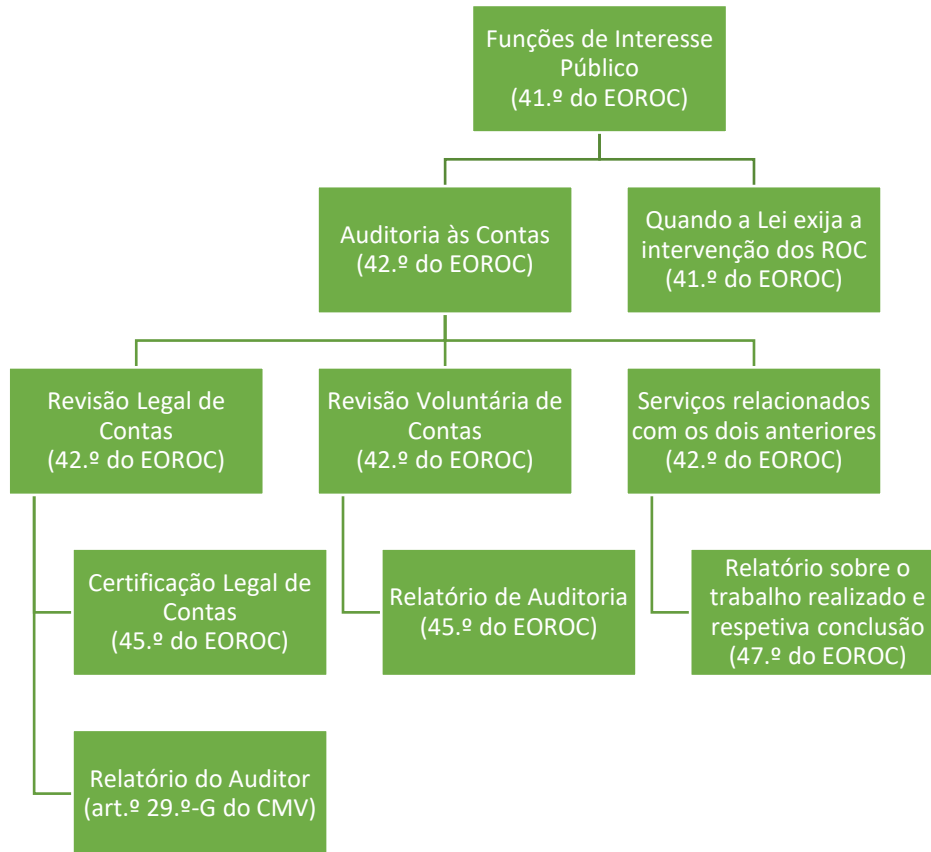 Funções de Interesse
Público
(41.º do EOROC)
Auditoria às Contas
(42.º do EOROC)
Quando a Lei exija a
intervenção dos ROC
(41.º do EOROC)
Revisão Legal de
Contas
(42.º do EOROC)
Revisão Voluntária de
Contas
(42.º do EOROC)
Serviços relacionados
com os dois anteriores
(42.º do EOROC)
Certificação Legal de
Contas
(45.º do EOROC)
Relatório de Auditoria
(45.º do EOROC)
Relatório sobre o
trabalho realizado e
respetiva conclusão
(47.º do EOROC)
Relatório do Auditor
(art.º 29.º-G do CMV)